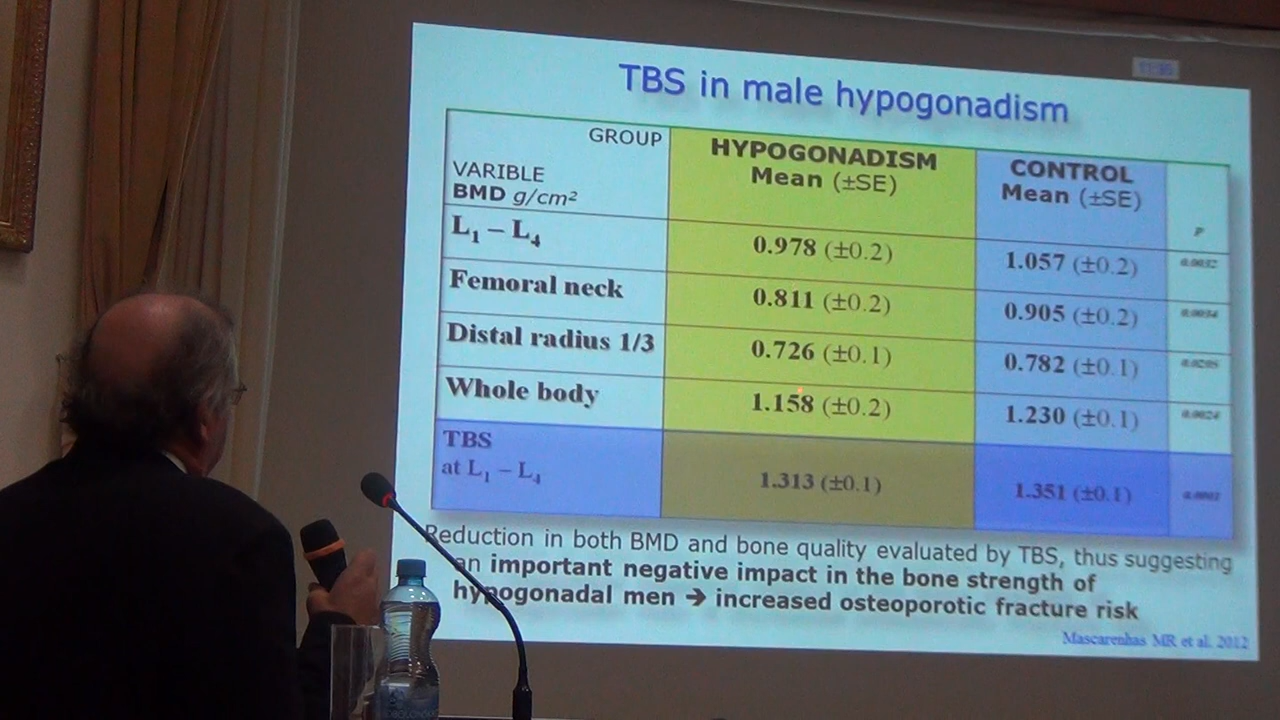 TBS in male hypogonadism
GROUP
VARIBLE
BMD g/cm²
HYPOGONADISM
Mean (±SE)
CONTROL
Mean (±SE)
P
L₁ – L₄
0.978 (±0.2)
1.057 (±0.2)
Femoral neck
0.811 (±0.2)
0.905 (±0.2)
Distal radius 1/3
0.726 (±0.1)
0.782 (±0.1)
Whole body
1.158 (±0.2)
1.230 (±0.1)
TBS
at L₁ – L₄
1.313 (±0.1)
1.351 (±0.1)
Reduction in both BMD and bone quality evaluated by TBS, thus suggesting
an important negative impact in the bone strength of
hypogonadal men ➔ increased osteoporotic fracture risk
Mascarenhas MR et al. 2012